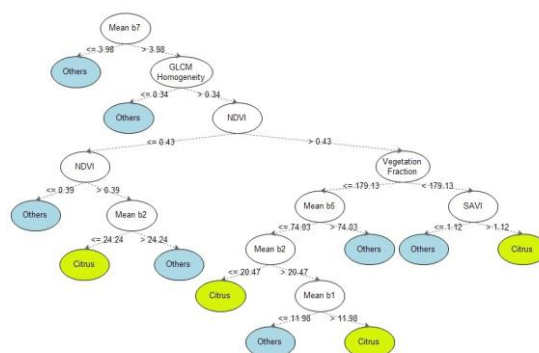 Mean b7
<= 3.98 > 3.98
Others GLCM
Homogeneity
<= 0.34 > 0.34
Others NDVI
<= 0.43 > 0.43
NDVI Vegetation
Fraction
<= 0.39 > 0.39 <= 179.13 < 179.13
Others Mean b2 Mean b5 SAVI
<= 24.24 > 24.24 <= 74.03 > 74.03 <= 1.12 > 1.12
Citrus Others Mean b2 Others Others Citrus
<= 20.47 > 20.47
Citrus Mean b1
<= 11.98 > 11.98
Others Citrus